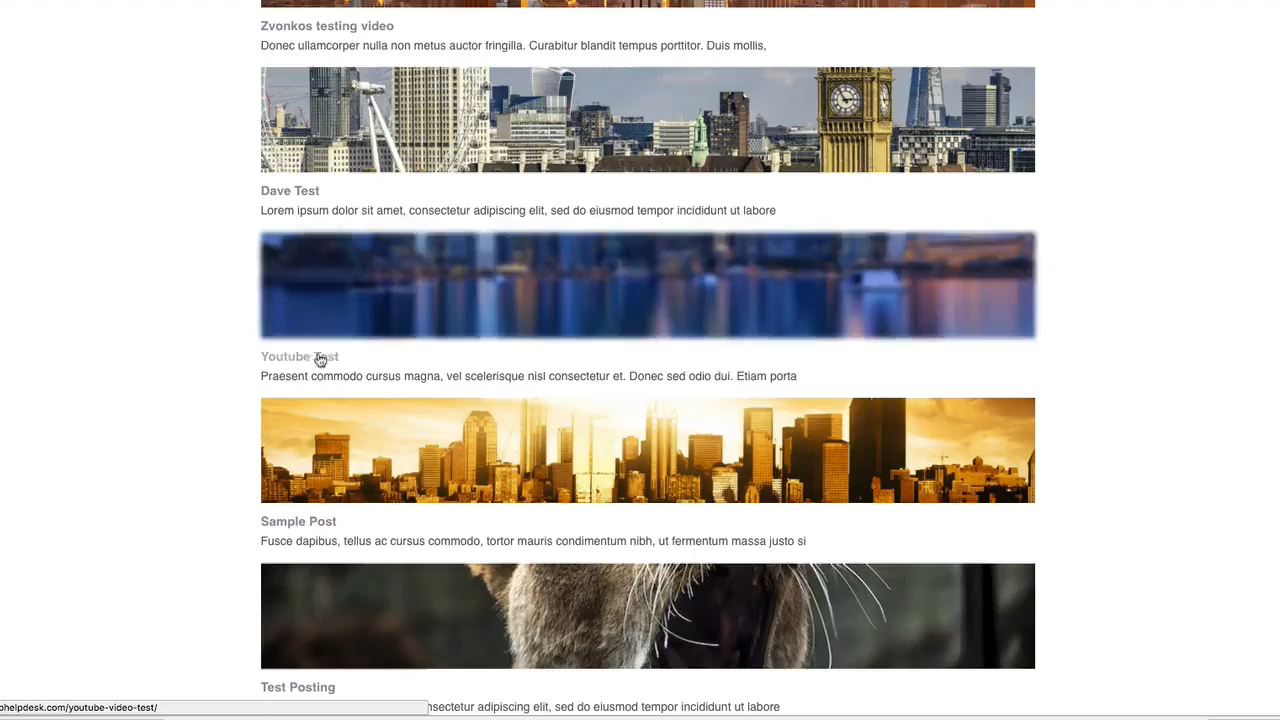 Zvonkos testing video
Donec ullamcorper nulla non metus auctor fringilla. Curabitur blandit tempus porttitor. Duis mollis,
Dave Test
Lorem ipsum dolor sit amet, consectetur adipiscing elit, sed do eiusmod tempor incididunt ut labore
Youtube Test
Praesent commodo cursus magna, vel scelerisque nisl consectetur et. Donec sed odio dui. Etiam porta
Sample Post
Fusce dapibus, tellus ac cursus commodo, tortor mauris condimentum nibh, ut fermentum massa justo si
Test Posting
ohelpdesk.com/youtube-video-test/
nsectetur adipiscing elit, sed do eiusmod tempor incididunt ut labore